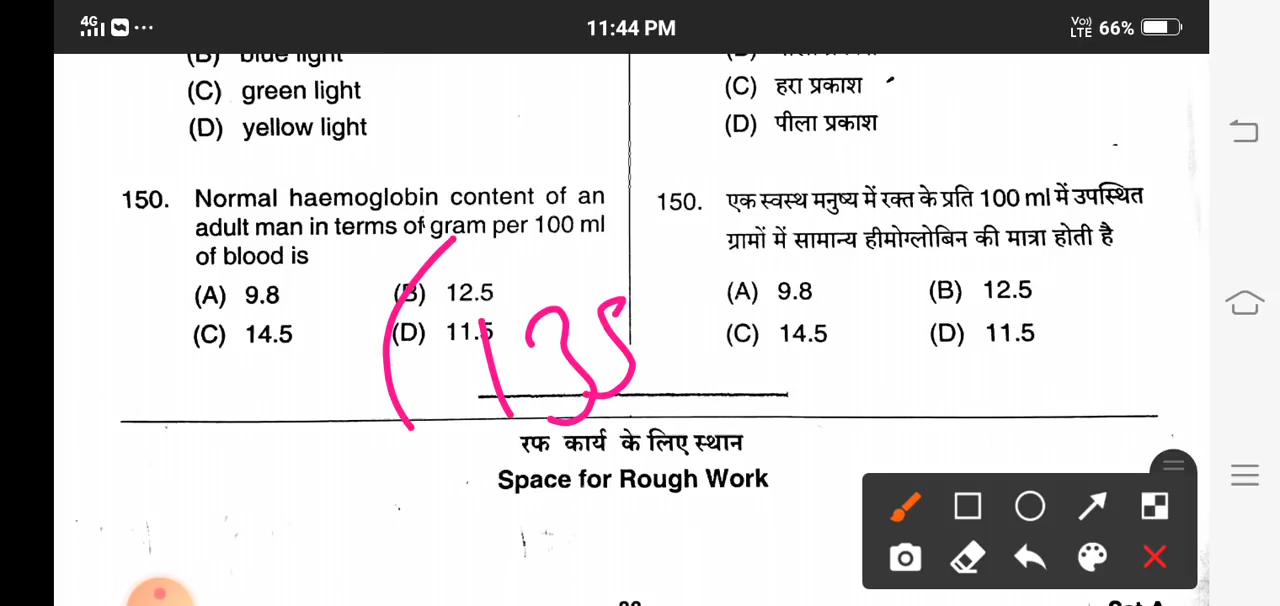 4G 11:44 PM Vo) LTE 66%
(B) blue light
(C) green light
(D) yellow light
150. Normal haemoglobin content of an
adult man in terms of gram per 100 ml
of blood is
(A) 9.8 (B) 12.5
(C) 14.5 (D) 11.5
(C) हरा प्रकाश
(D) पीला प्रकाश
150. एक स्वस्थ मनुष्य में रक्त के प्रति 100 ml में उपस्थित
ग्रामों में सामान्य हीमोग्लोबिन की मात्रा होती है
(A) 9.8 (B) 12.5
(C) 14.5 (D) 11.5
रफ कार्य के लिए स्थान
Space for Rough Work